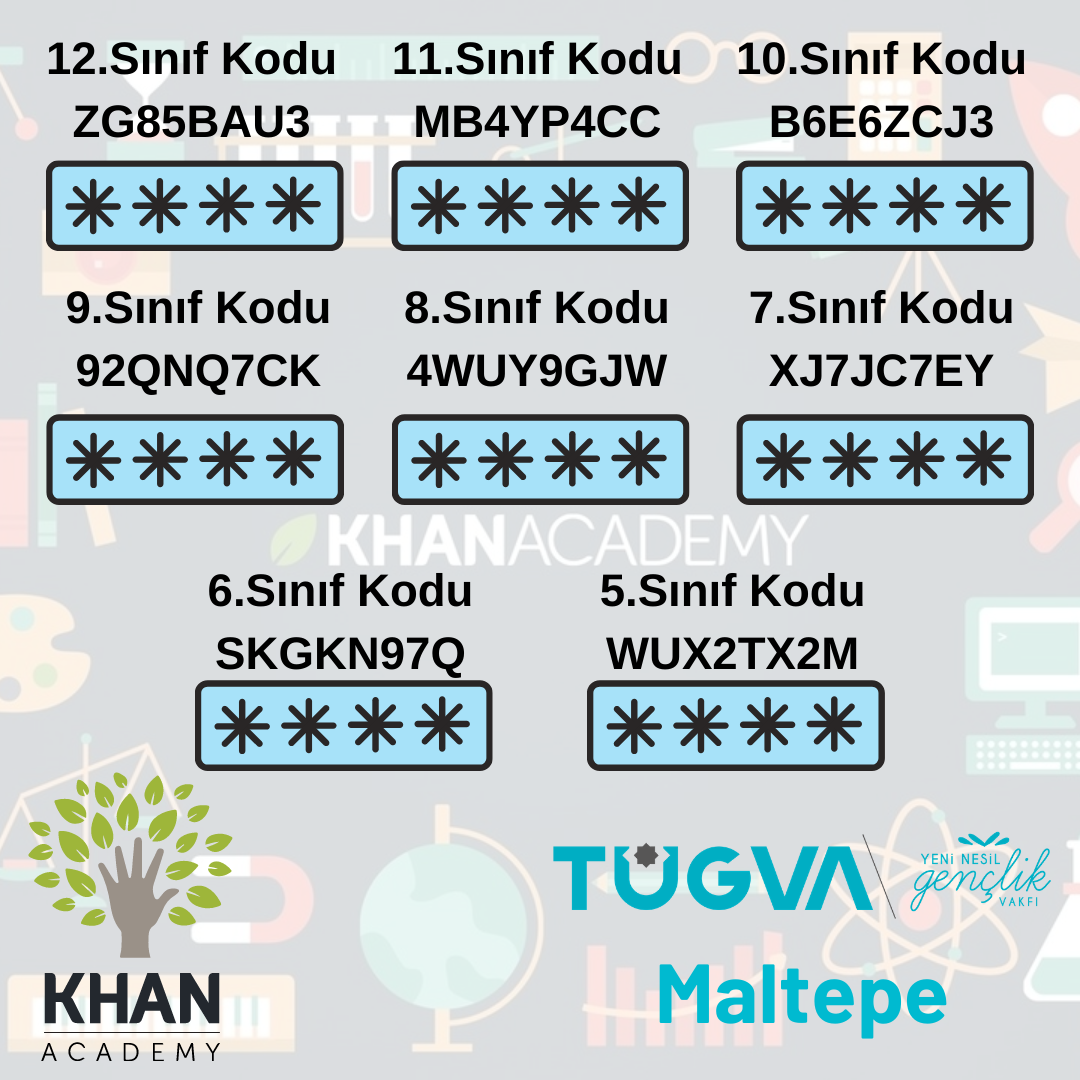 12.Sınıf Kodu
ZG85BAU3
11.Sınıf Kodu
MB4YP4CC
10.Sınıf Kodu
B6E6ZCJ3
9.Sınıf Kodu
92QNQ7CK
8.Sınıf Kodu
4WUY9GJW
7.Sınıf Kodu
XJ7JC7EY
KHANACADEMY
6.Sınıf Kodu
SKGKN97Q
5.Sınıf Kodu
WUX2TX2M
KHAN
ACADEMY
TÜGVA
YENİ NESİL
gençlik
VAKFI
Maltepe